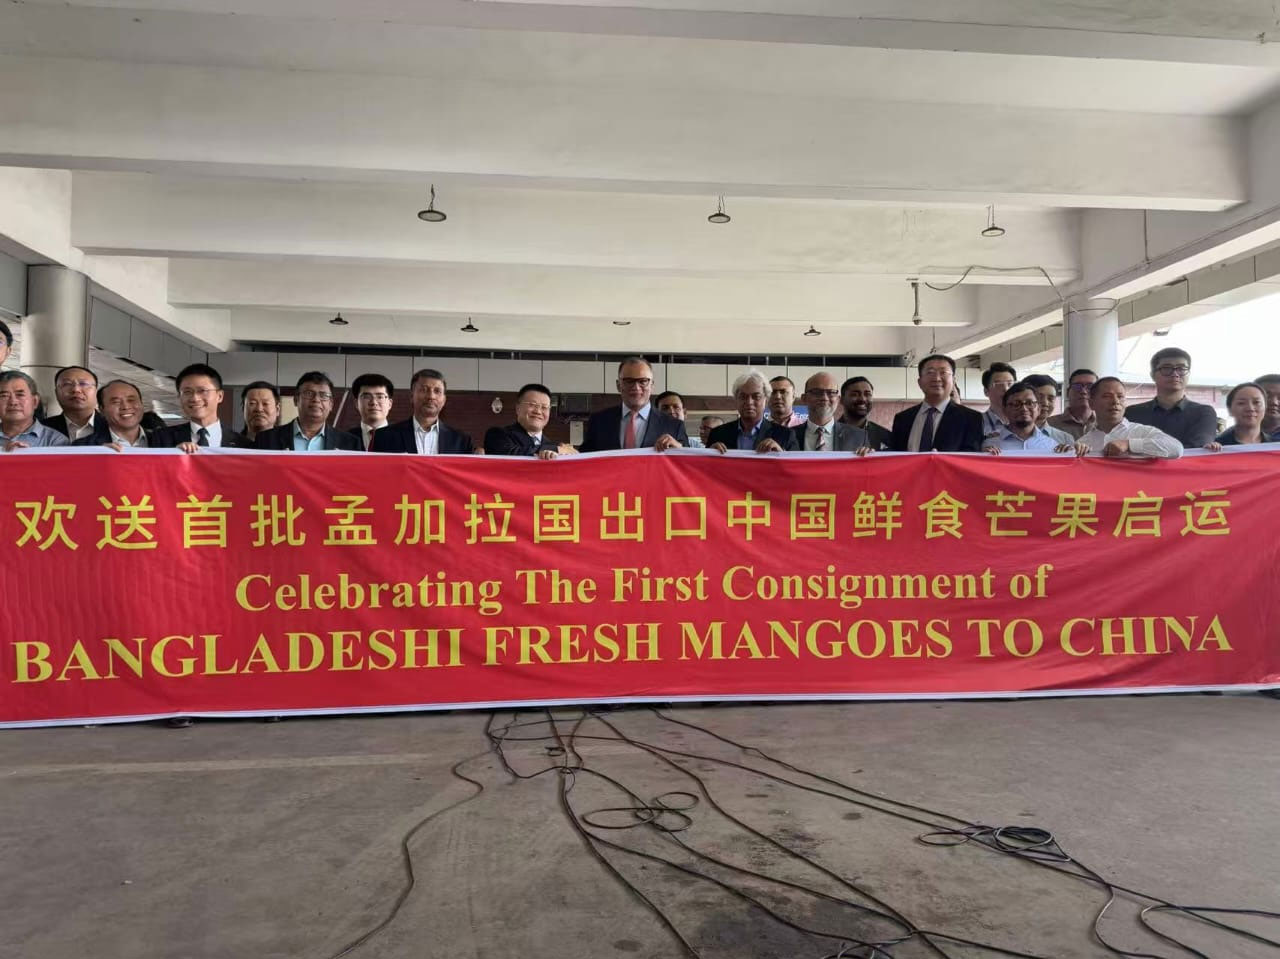 欢送首批孟加拉国出口中国鲜食芒果启运
Celebrating The First Consignment of
BANGLADESHI FRESH MANGOES TO CHINA